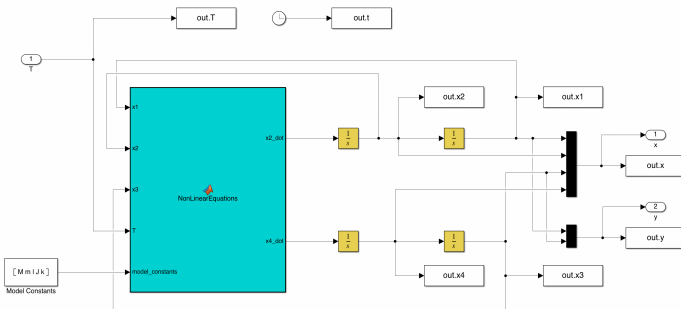 out.T
out.t
1
T
x1
x2
x3
T
model_constants
x2_dot
x4_dot
NonLinearEquations
[ M m l J k ]
Model Constants
1
s
1
s
1
s
1
s
out.x2
out.x1
out.x4
out.x3
1
x
out.x
2
y
out.y